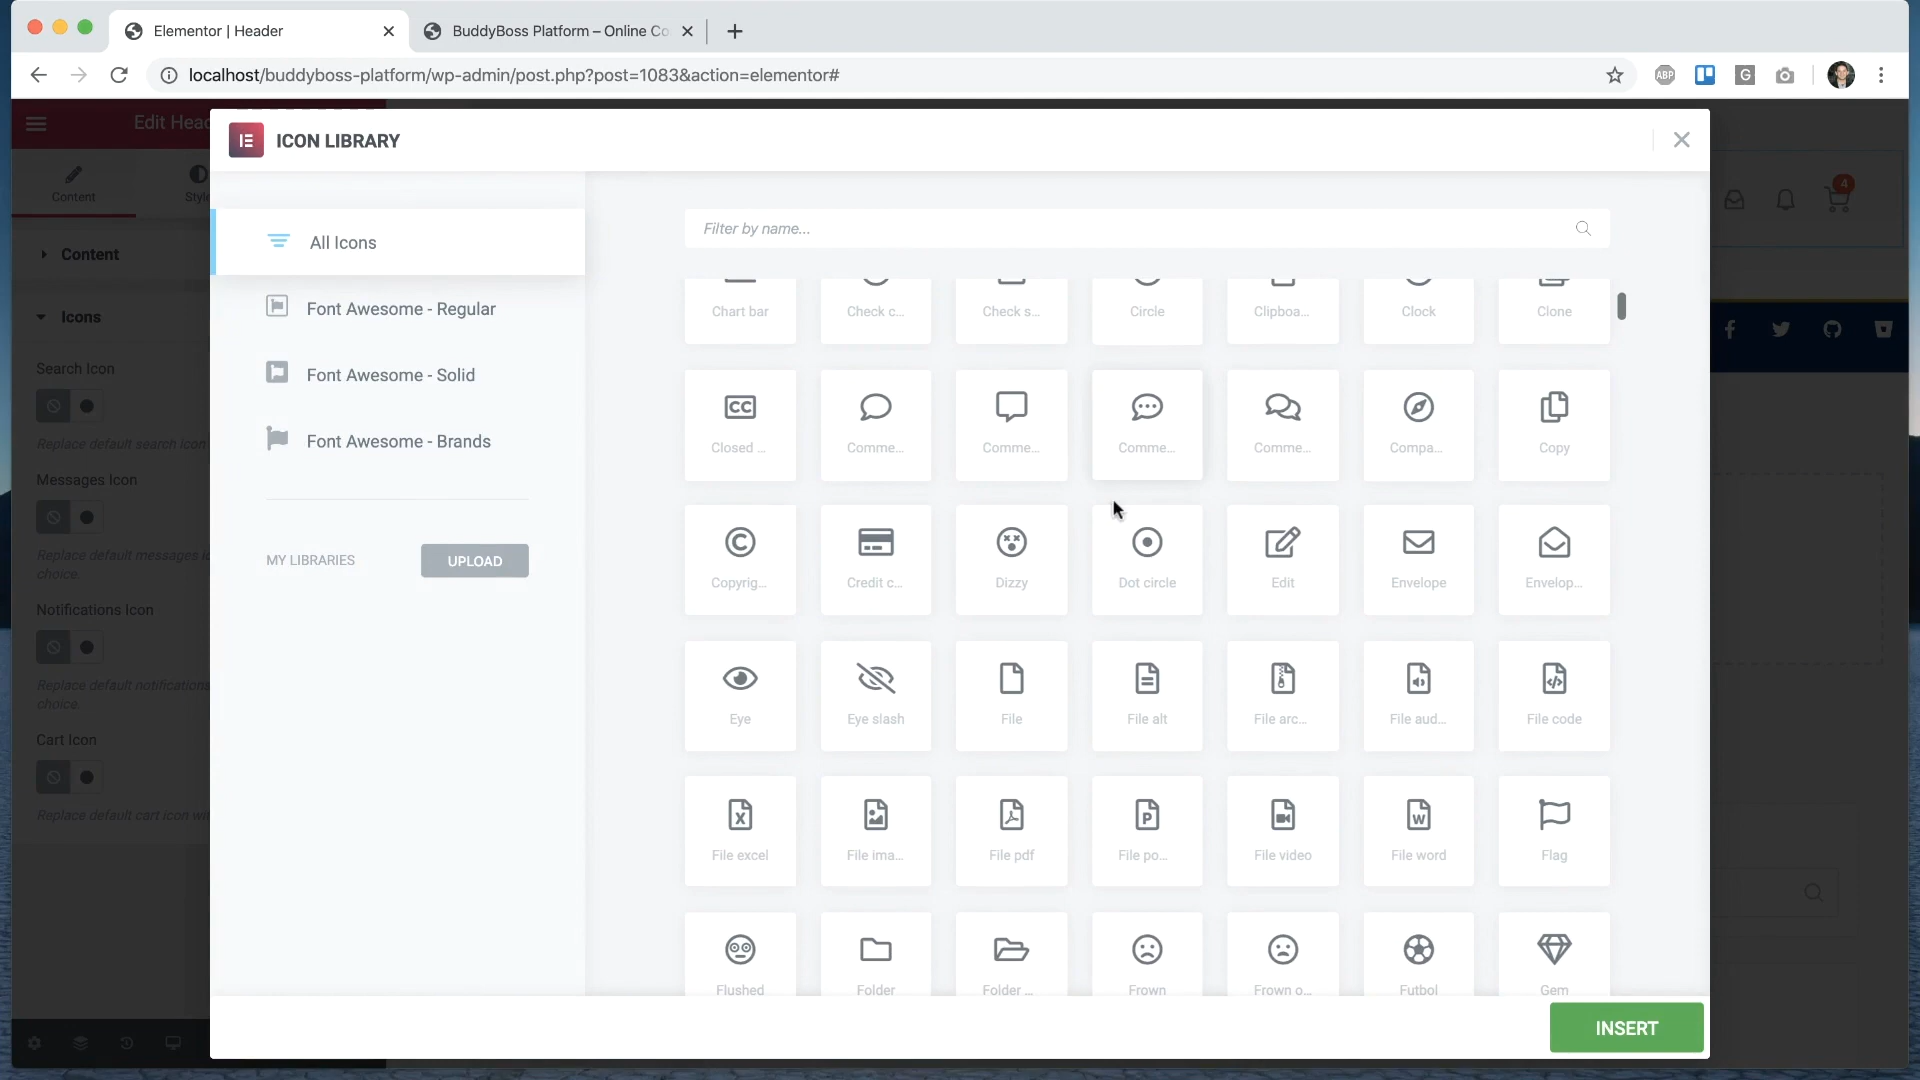 Elementor | Header
BuddyBoss Platform – Online Co
localhost/buddyboss-platform/wp-admin/post.php?post=1083&action=elementor#
ABP
G
Edit Head
ICON LIBRARY
Content
Style
4
All Icons
Filter by name...
Content
Font Awesome - Regular
Icons
Font Awesome - Solid
Search Icon
Font Awesome - Brands
Replace default search icon
Messages Icon
Replace default messages ic
choice.
MY LIBRARIES
UPLOAD
Notifications Icon
Replace default notifications
choice.
Cart Icon
Replace default cart icon wit
Chart bar
Check c...
Check s...
Circle
Clipboa...
Clock
Clone
CC
Closed ...
Comme...
Comme...
Comme...
Comme...
Compa...
Copy
Copyrig...
Credit c...
Dizzy
Dot circle
Edit
Envelope
Envelop...
Eye
Eye slash
File
File alt
File arc...
File aud...
File code
X
P
W
File excel
File ima...
File pdf
File po...
File video
File word
Flag
Flushed
Folder
Folder ...
Frown
Frown o...
Futbol
Gem
INSERT